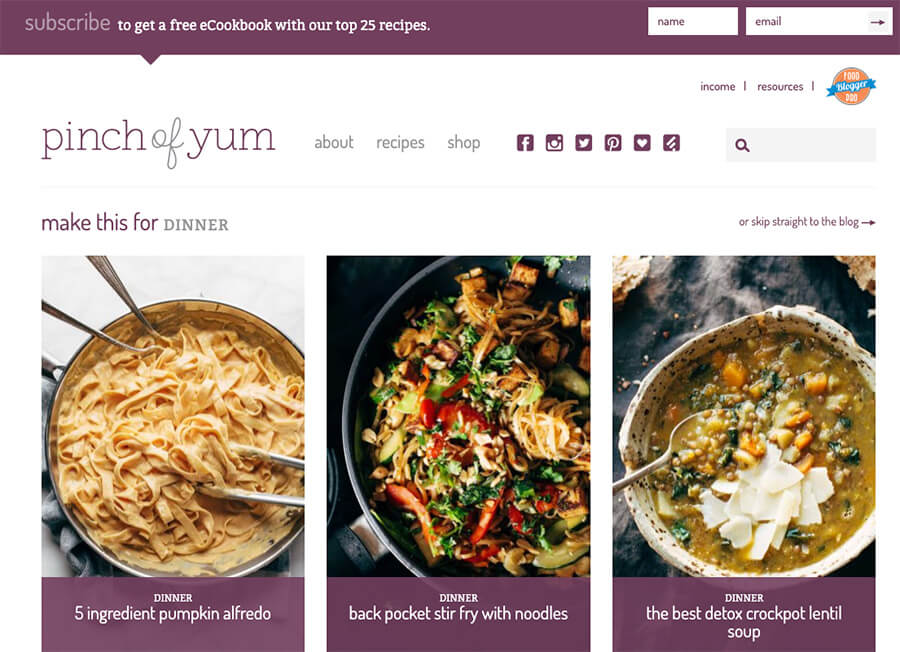 subscribe to get a free eCookbook with our top 25 recipes.
name
email
income | resources |
FOOD
Blogger
PRO
pinch of yum
about recipes shop
make this for DINNER
or skip straight to the blog
DINNER
5 ingredient pumpkin alfredo
DINNER
back pocket stir fry with noodles
DINNER
the best detox crockpot lentil
soup